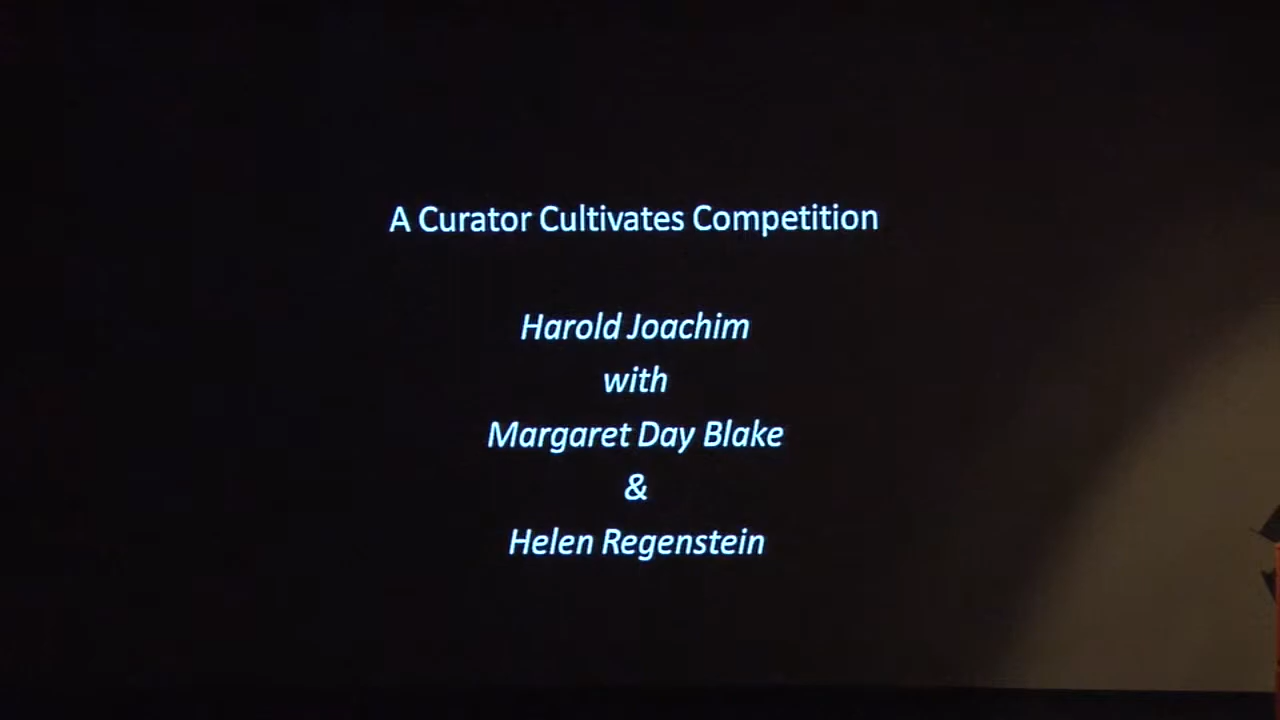 A Curator Cultivates Competition
Harold Joachim
with
Margaret Day Blake
&
Helen Regenstein